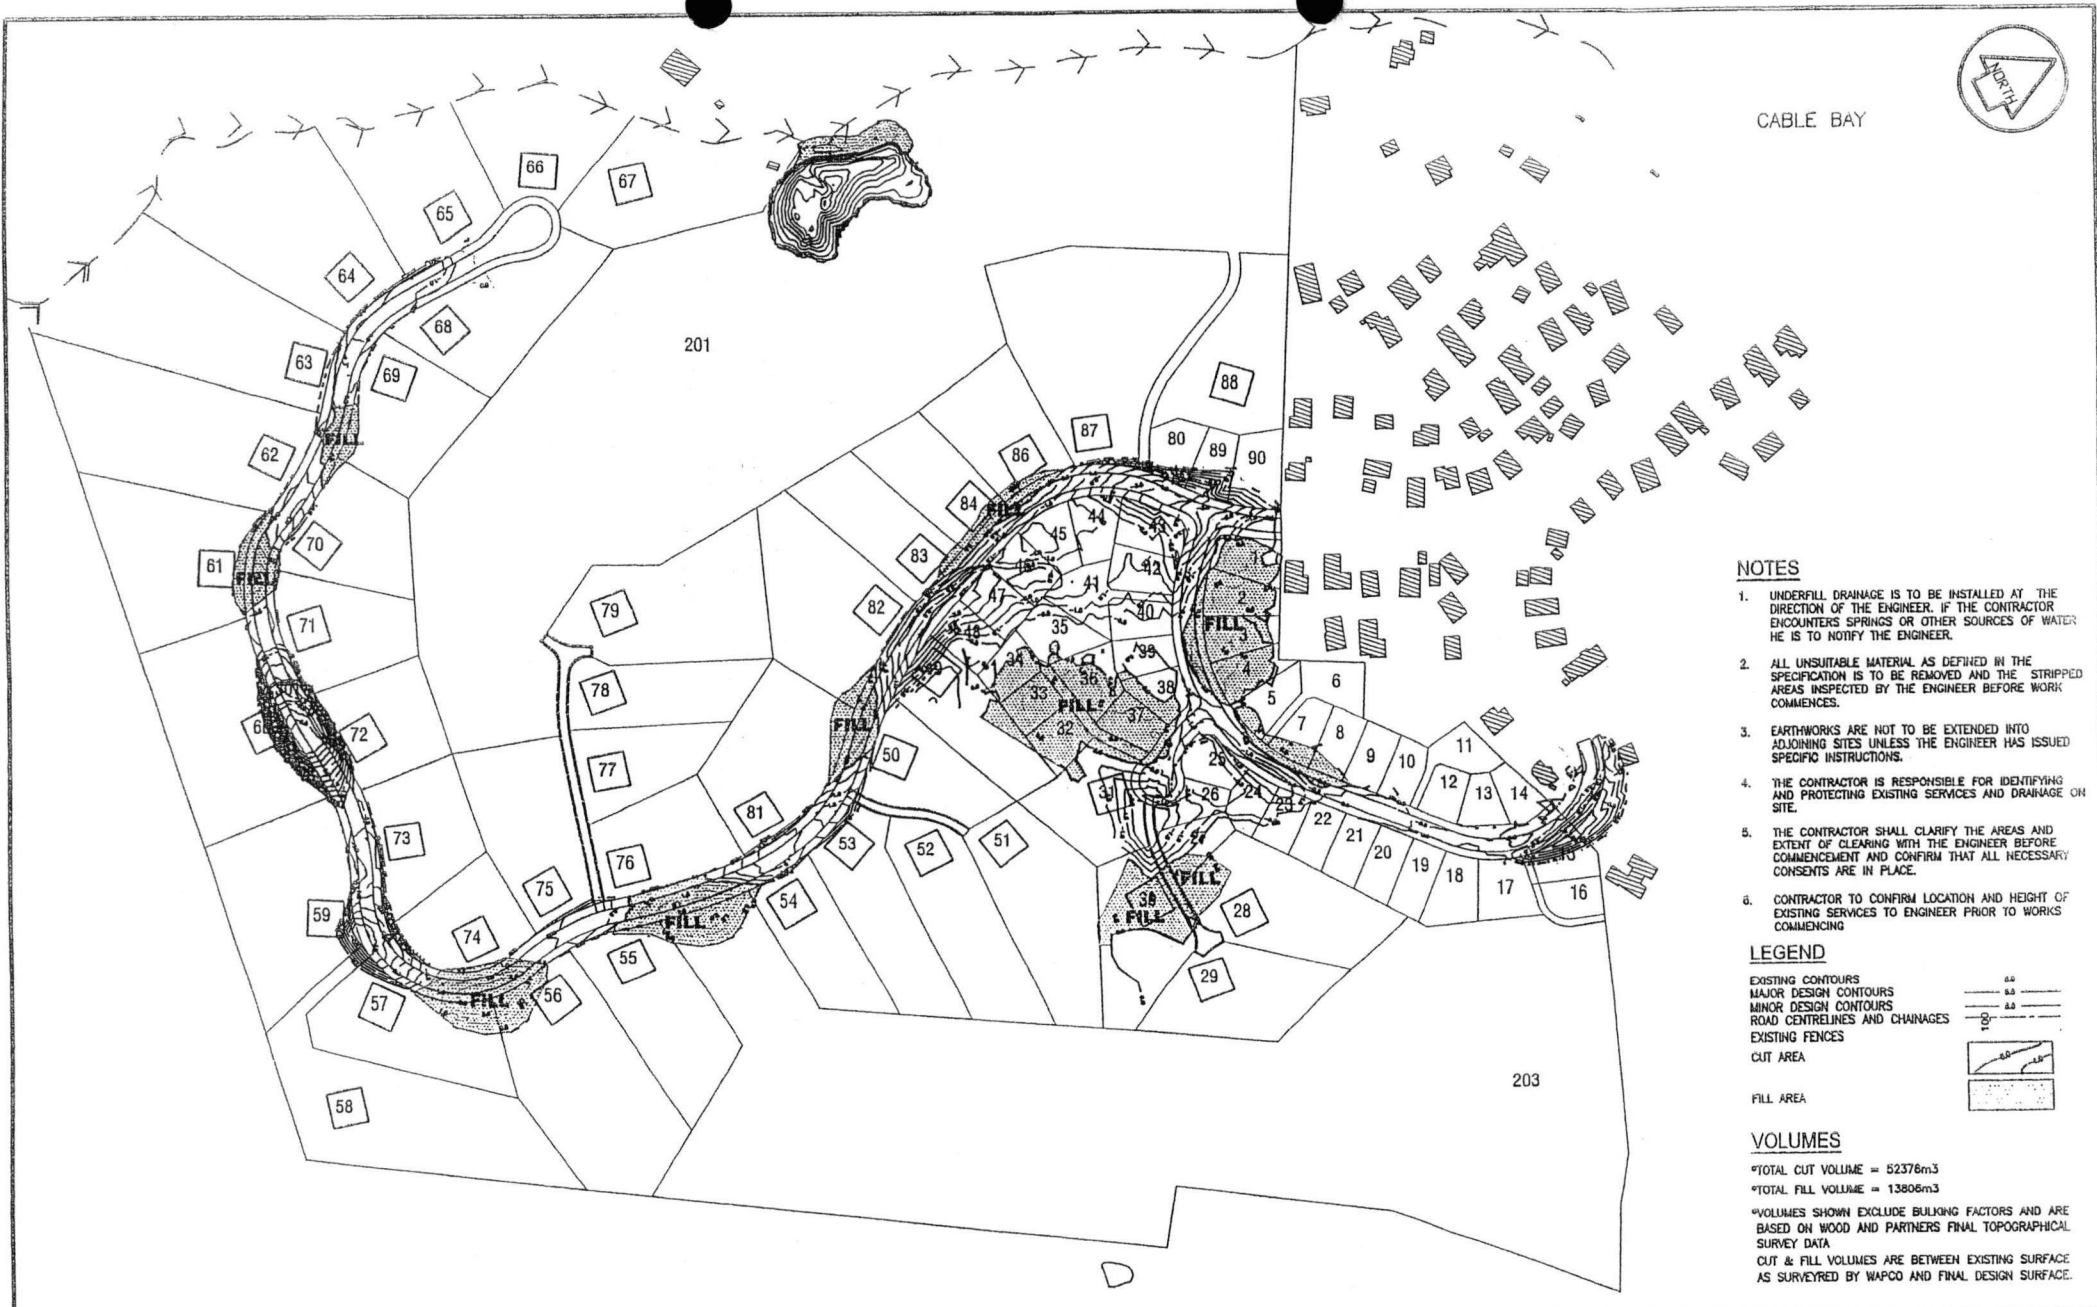 NORTH
CABLE BAY
66
67
65
64
68
201
63
69
88
87
80
89
90
86
62
FILL
84
FILL
44
43
45
83
70
61
FILL
42
41
47
40
1
2
82
79
71
35
FILL
3
39
4
34
36
38
33
6
5
78
FILL
FILL
37
32
7
8
72
50
9
10
11
25
77
12
13
14
31
26
24
23
81
22
21
73
53
52
51
20
76
19
18
17
16
75
FILL
54
30
FILL
28
59
FILL
74
55
29
57
FILL
56
203
58
NOTES
1. UNDERFILL DRAINAGE IS TO BE INSTALLED AT THE
DIRECTION OF THE ENGINEER. IF THE CONTRACTOR
ENCOUNTERS SPRINGS OR OTHER SOURCES OF WATER
HE IS TO NOTIFY THE ENGINEER.
2. ALL UNSUITABLE MATERIAL AS DEFINED IN THE
SPECIFICATION IS TO BE REMOVED AND THE STRIPPED
AREAS INSPECTED BY THE ENGINEER BEFORE WORK
COMMENCES.
3. EARTHWORKS ARE NOT TO BE EXTENDED INTO
ADJOINING SITES UNLESS THE ENGINEER HAS ISSUED
SPECIFIC INSTRUCTIONS.
4. THE CONTRACTOR IS RESPONSIBLE FOR IDENTIFYING
AND PROTECTING EXISTING SERVICES AND DRAINAGE ON
SITE.
5. THE CONTRACTOR SHALL CLARIFY THE AREAS AND
EXTENT OF CLEARING WITH THE ENGINEER BEFORE
COMMENCEMENT AND CONFIRM THAT ALL NECESSARY
CONSENTS ARE IN PLACE.
6. CONTRACTOR TO CONFIRM LOCATION AND HEIGHT OF
EXISTING SERVICES TO ENGINEER PRIOR TO WORKS
COMMENCING
LEGEND
EXISTING CONTOURS
MAJOR DESIGN CONTOURS
MINOR DESIGN CONTOURS
ROAD CENTRELINES AND CHAINAGES 100
EXISTING FENCES
CUT AREA
FILL AREA
VOLUMES
*TOTAL CUT VOLUME = 52376m3
*TOTAL FILL VOLUME = 13806m3
*VOLUMES SHOWN EXCLUDE BULKING FACTORS AND ARE
BASED ON WOOD AND PARTNERS FINAL TOPOGRAPHICAL
SURVEY DATA
CUT & FILL VOLUMES ARE BETWEEN EXISTING SURFACE
AS SURVEYRED BY WAPCO AND FINAL DESIGN SURFACE.